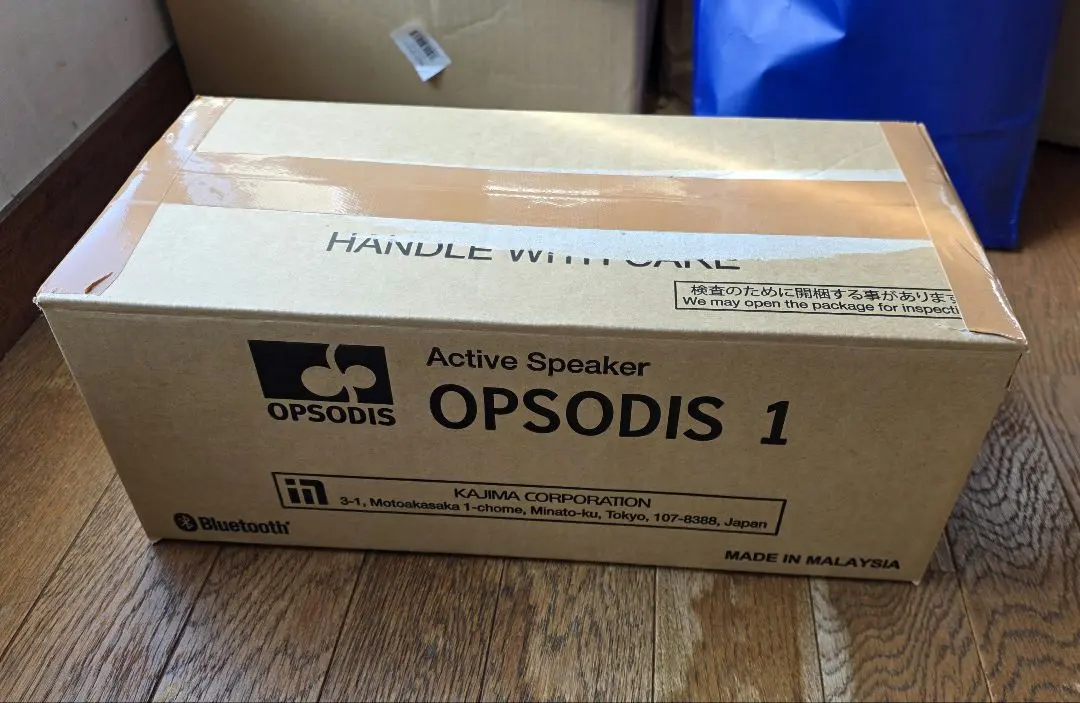 HANDLE WITH CARE
検査のために開梱する事がありま
We may open the package for inspecti
OPSODIS
Active Speaker
OPSODIS 1
KAJIMA CORPORATION
3-1, Motoakasaka 1-chome, Minato-ku, Tokyo, 107-8388, Japan
Bluetooth
MADE IN MALAYSIA